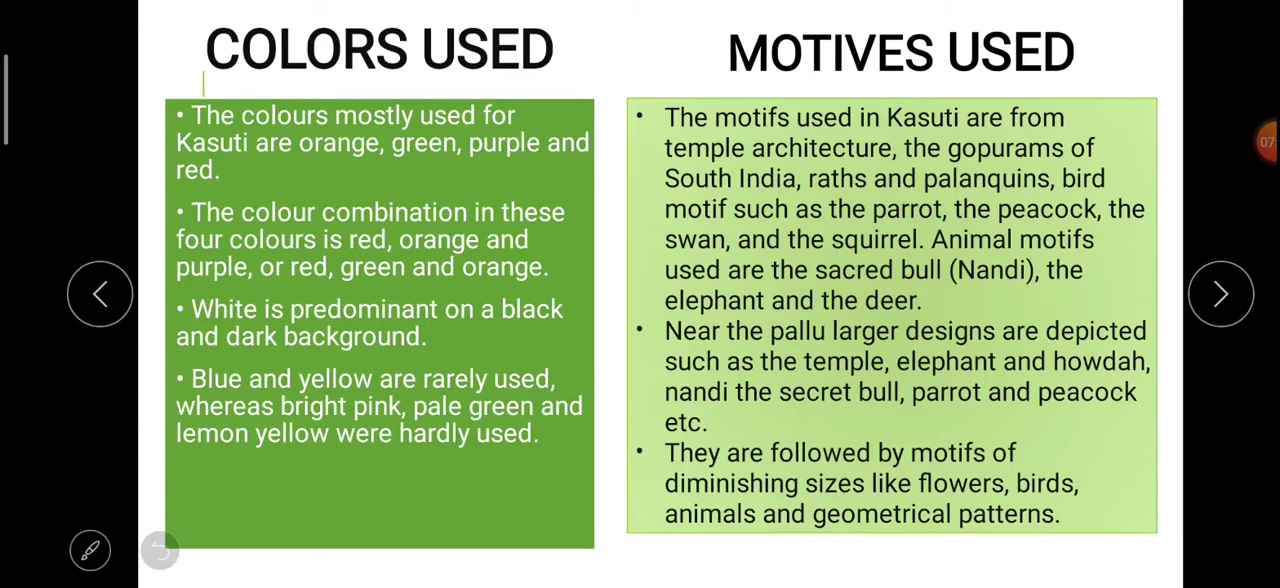 COLORS USED
• The colours mostly used for
Kasuti are orange, green, purple and
red.
• The colour combination in these
four colours is red, orange and
purple, or red, green and orange.
• White is predominant on a black
and dark background.
• Blue and yellow are rarely used,
whereas bright pink, pale green and
lemon yellow were hardly used.
MOTIVES USED
• The motifs used in Kasuti are from
temple architecture, the gopurams of
South India, raths and palanquins, bird
motif such as the parrot, the peacock, the
swan, and the squirrel. Animal motifs
used are the sacred bull (Nandi), the
elephant and the deer.
• Near the pallu larger designs are depicted
such as the temple, elephant and howdah,
nandi the secret bull, parrot and peacock
etc.
• They are followed by motifs of
diminishing sizes like flowers, birds,
animals and geometrical patterns.